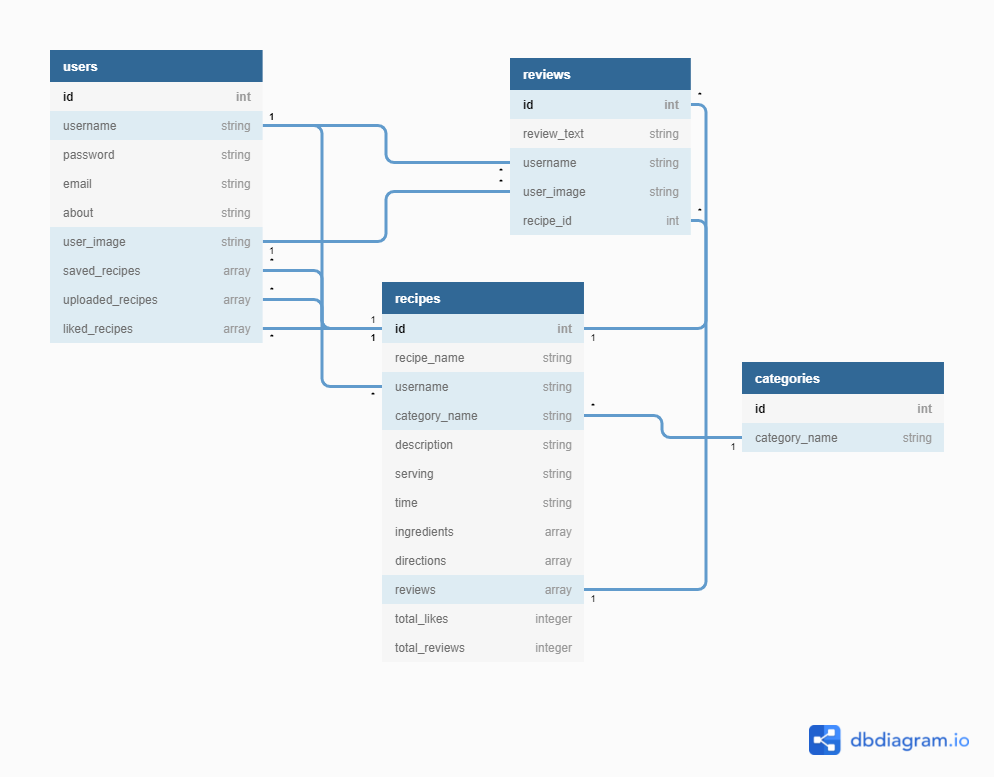 users
id int
username string
password string
email string
about string
user_image string
saved_recipes array
uploaded_recipes array
liked_recipes array
1
1
*
*
*
reviews
id int
review_text string
username string
user_image string
recipe_id int
*
*
*
*
recipes
id int
recipe_name string
username string
category_name string
description string
serving string
time string
ingredients array
directions array
reviews array
total_likes integer
total_reviews integer
1
1
*
1
*
1
categories
id int
category_name string
1
dbdiagram.io